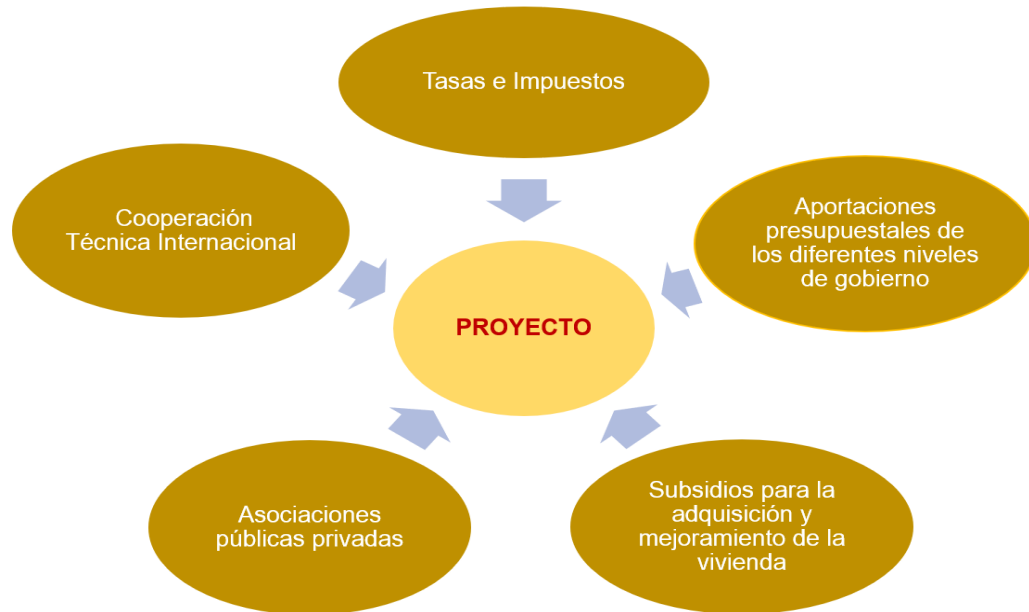 Tasas e Impuestos
Cooperación
Técnica Internacional
Aportaciones
presupuestales de
los diferentes niveles
de gobierno
PROYECTO
Asociaciones
públicas privadas
Subsidios para la
adquisición y
mejoramiento de la
vivienda